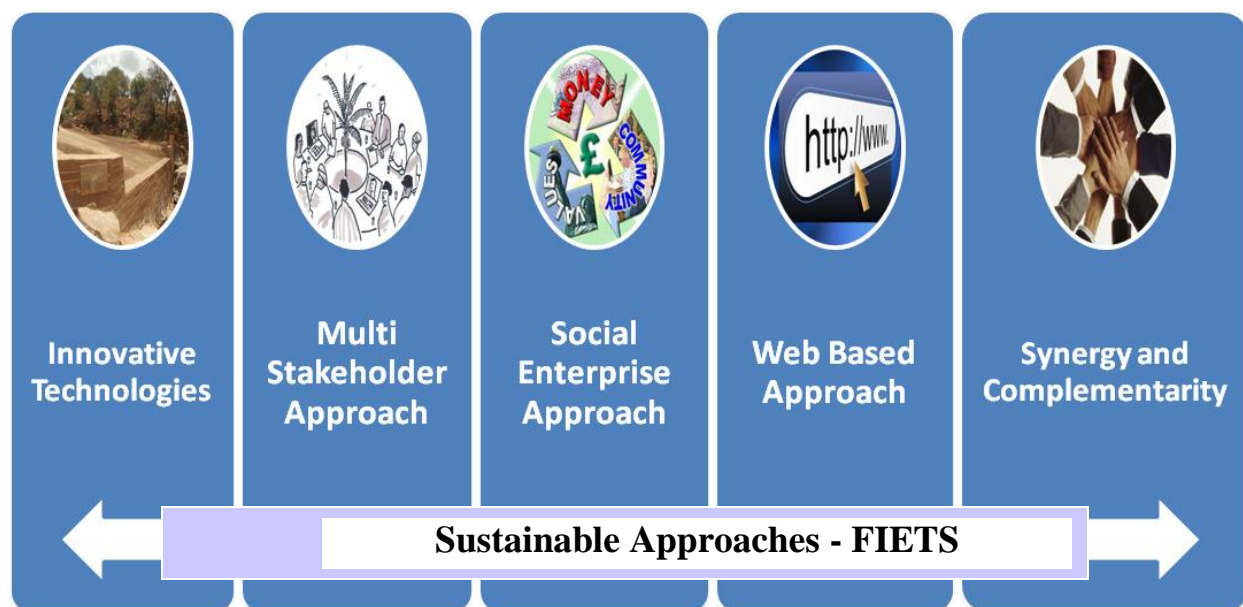 MONEY
COMMUNITY
VALUES
£
http://www.
Innovative
Technologies
Multi
Stakeholder
Approach
Social
Enterprise
Approach
Web Based
Approach
Synergy and
Complementarity
Sustainable Approaches - FIETS